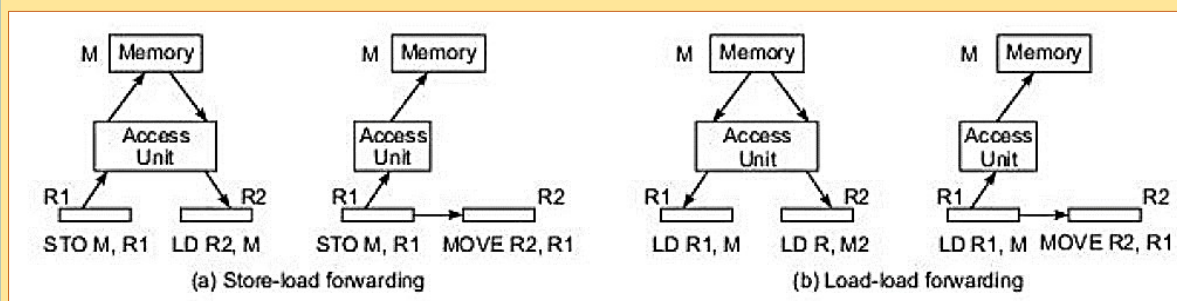 M Memory
Access
Unit
R1 R2
STO M, R1 LD R2, M
M Memory
Access
Unit
R1 R2
STO M, R1 MOVE R2, R1
(a) Store-load forwarding
M Memory
Access
Unit
R1 R2
LD R1, M LD R, M2
M Memory
Access
Unit
R1 R2
LD R1, M MOVE R2, R1
(b) Load-load forwarding